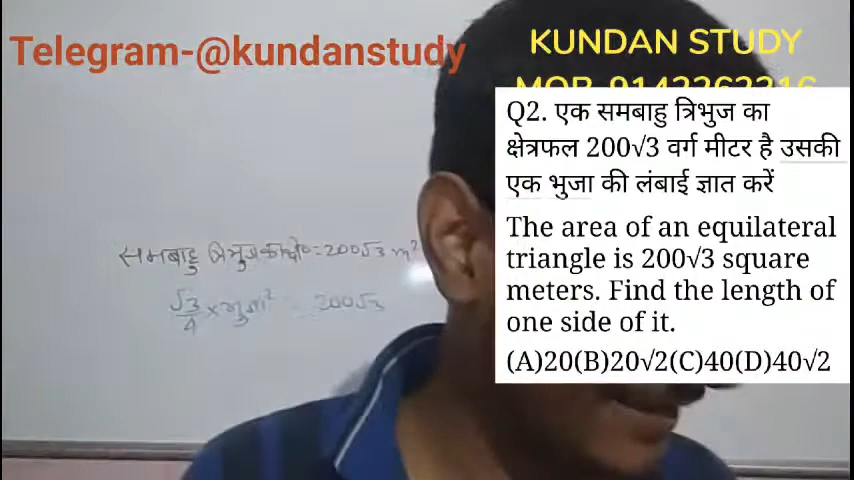 Telegram-@kundanstudy
KUNDAN STUDY
MOB-9142262316
Q2. एक समबाहु त्रिभुज का
क्षेत्रफल 200√3 वर्ग मीटर है उसकी
एक भुजा की लंबाई ज्ञात करें
The area of an equilateral
triangle is 200√3 square
meters. Find the length of
one side of it.
(A)20(B)20√2(C)40(D)40√2
समबाहु त्रिभुज का क्षे० = 200√3 m²
√3/4 × भुजा² = 200√3